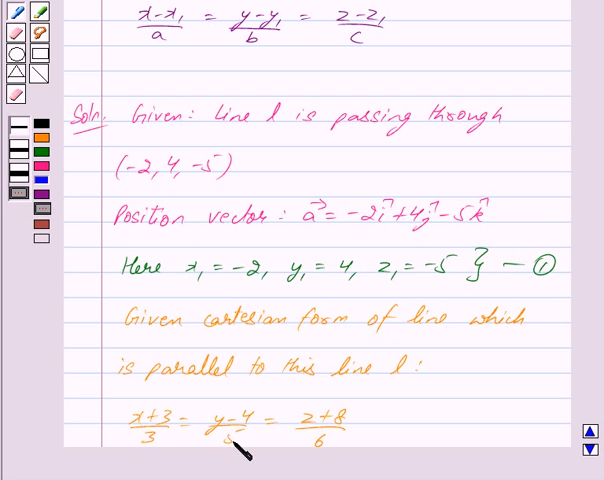 x-x₁/a = y-y₁/b = z-z₁/c
Soln. Given: Line l is passing through
(-2, 4, -5)
Position vector: a⃗ = -2î + 4ĵ - 5k̂
Here x₁ = -2, y₁ = 4, z₁ = -5 } — ①
Given cartesian form of line which
is parallel to this line l:
x+3/3 = y-4/5 = z+8/6